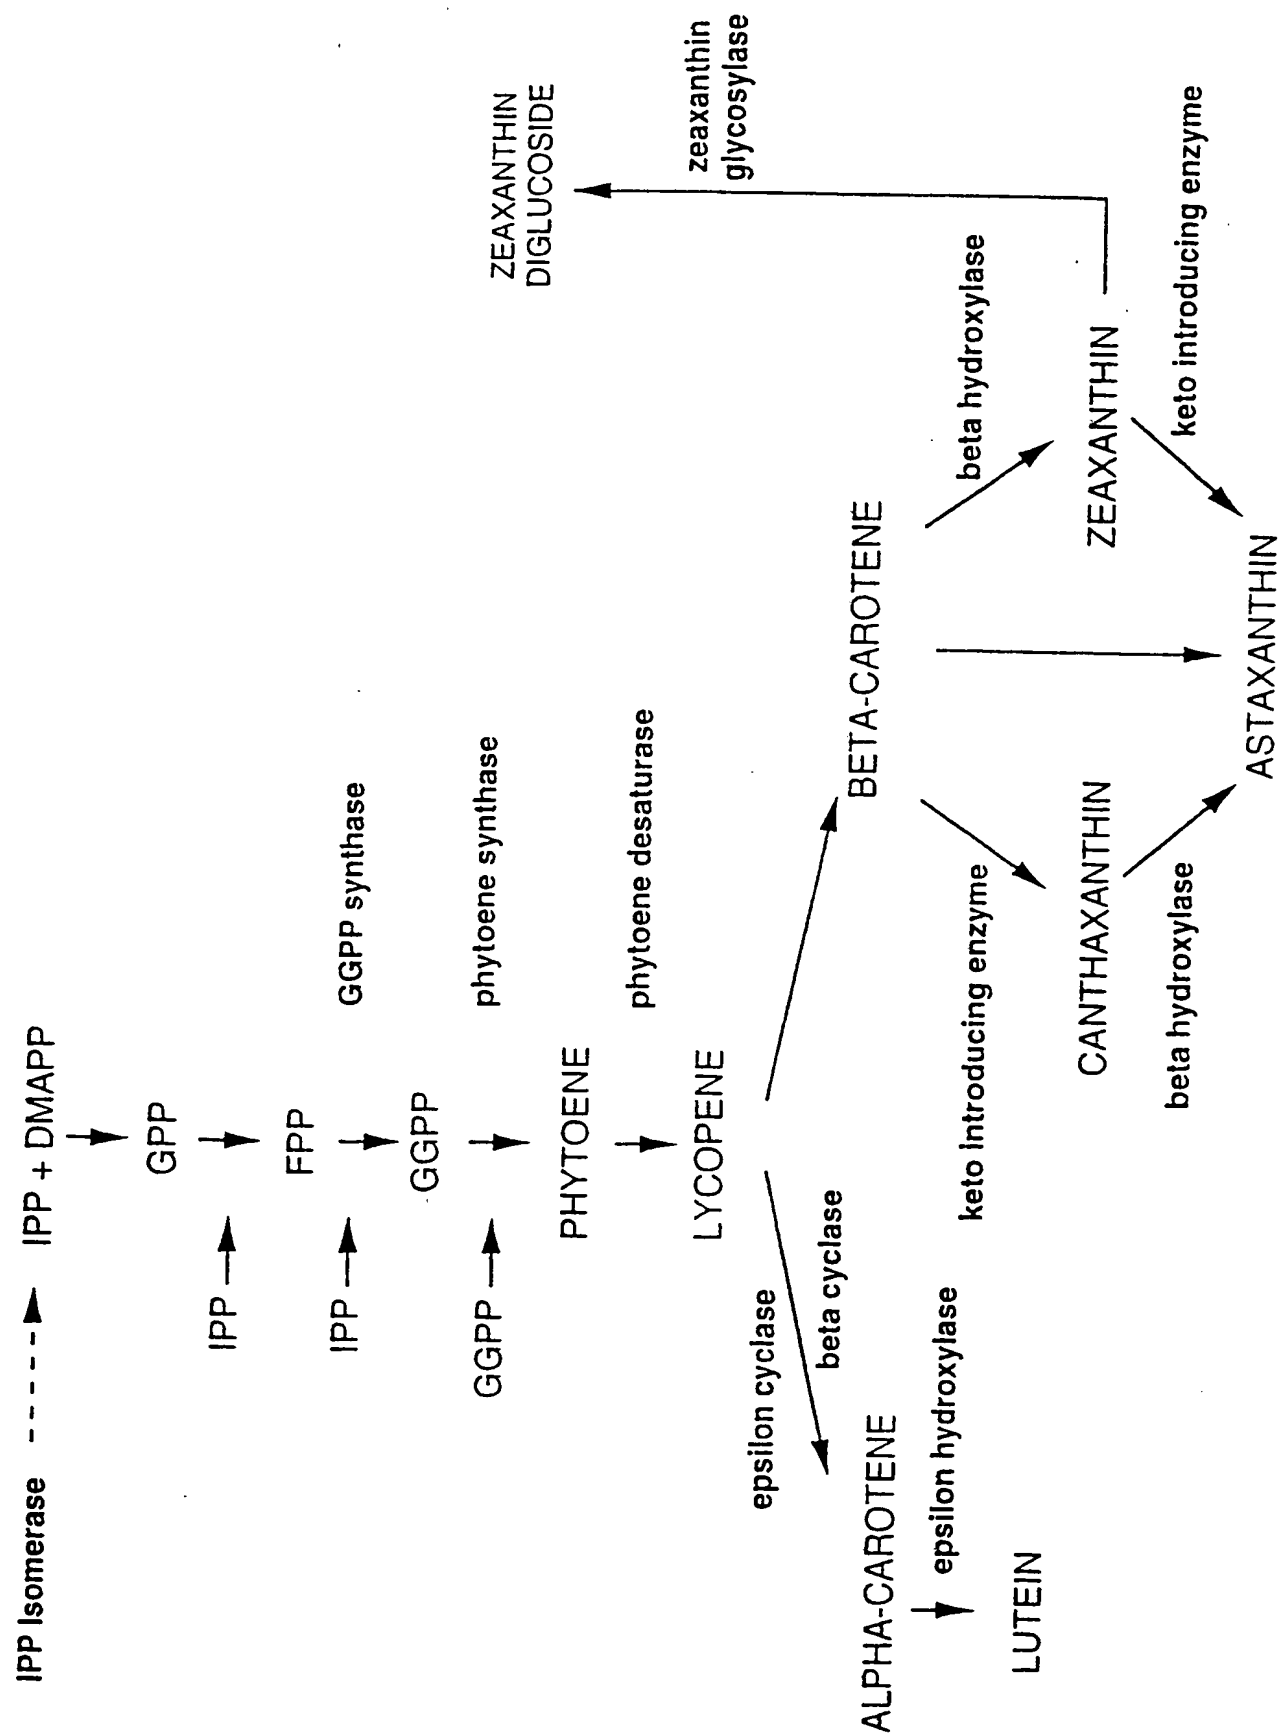 IPP Isomerase
IPP + DMAPP
GPP
IPP
FPP
IPP
GGPP synthase
GGPP
GGPP
phytoene synthase
PHYTOENE
phytoene desaturase
LYCOPENE
epsilon cyclase
beta cyclase
ALPHA-CAROTENE
epsilon hydroxylase
LUTEIN
BETA-CAROTENE
keto introducing enzyme
beta hydroxylase
CANTHAXANTHIN
beta hydroxylase
ZEAXANTHIN
keto introducing enzyme
ASTAXANTHIN
zeaxanthin
glycosylase
ZEAXANTHIN
DIGLUCOSIDE